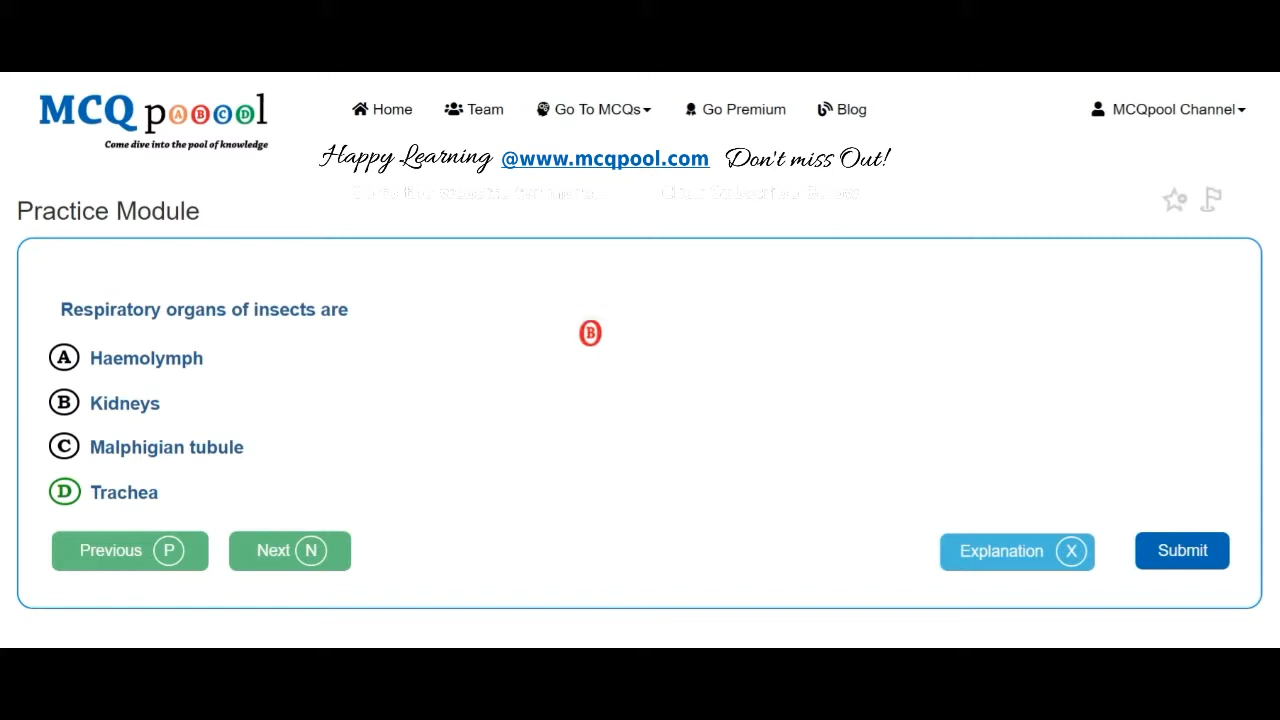 MCQ pABCDl
Come dive into the pool of knowledge
Home Team Go To MCQs Go Premium Blog MCQpool Channel
Happy Learning @www.mcqpool.com Don't miss Out!
Practice Module
Respiratory organs of insects are
B
A Haemolymph
B Kidneys
C Malphigian tubule
D Trachea
Previous P Next N Explanation X Submit